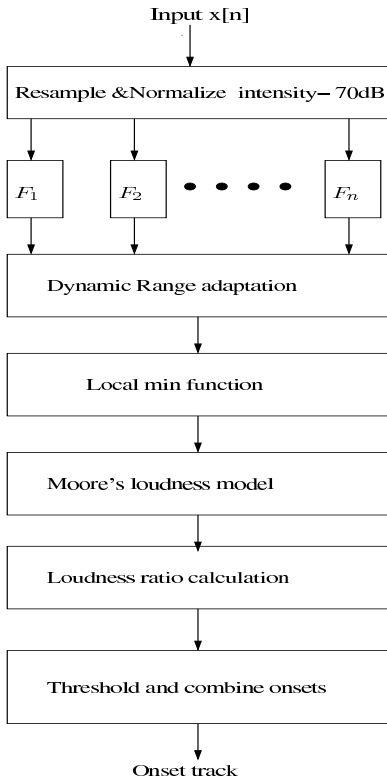 Input x[n]
Resample &Normalize intensity– 70dB
F1 F2 Fn
Dynamic Range adaptation
Local min function
Moore's loudness model
Loudness ratio calculation
Threshold and combine onsets
Onset track